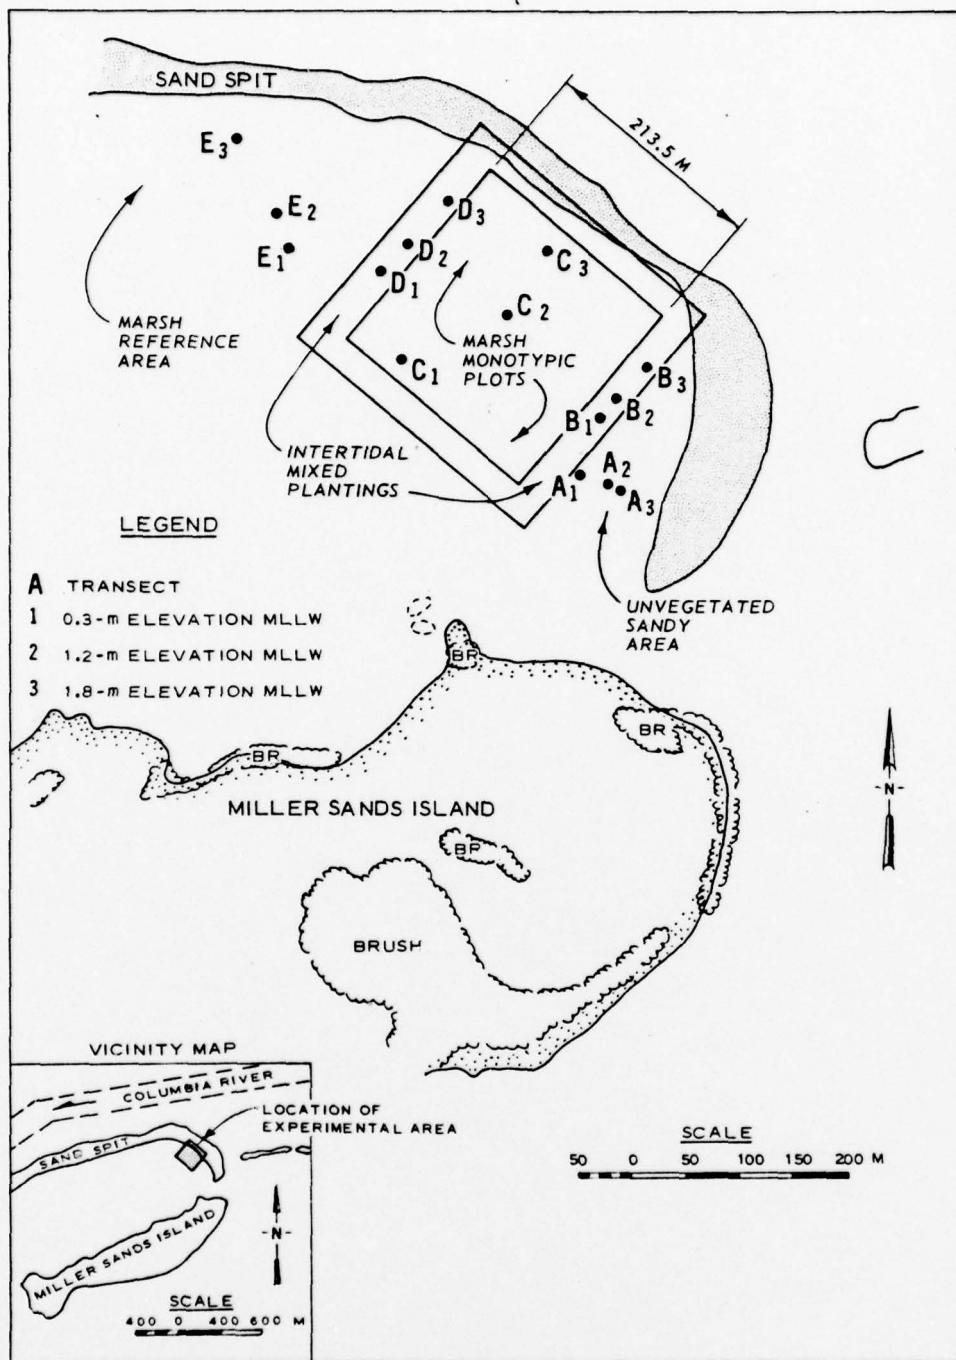 SAND SPIT
213.5 M
E3
E2
E1
D3
D2
D1
C3
C2
C1
B3
B2
B1
A1
A2
A3
MARSH
REFERENCE
AREA
MARSH
MONOTYPIC
PLOTS
INTERTIDAL
MIXED
PLANTINGS
UNVEGETATED
SANDY
AREA
LEGEND
A TRANSECT
1 0.3-m ELEVATION MLLW
2 1.2-m ELEVATION MLLW
3 1.8-m ELEVATION MLLW
BR
BR
BR
MILLER SANDS ISLAND
BR
BRUSH
-N-
VICINITY MAP
COLUMBIA RIVER
LOCATION OF
EXPERIMENTAL AREA
SAND SPIT
-N-
MILLER SANDS ISLAND
SCALE
400 0 400 600 M
SCALE
50 0 50 100 150 200 M